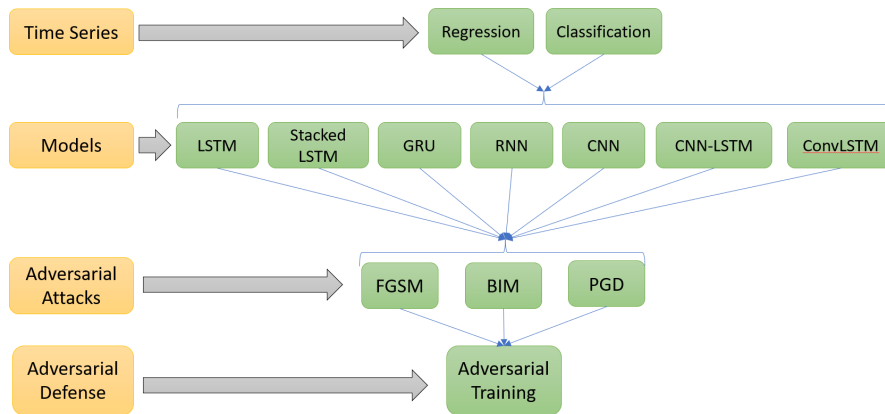 Time Series
Regression
Classification
Models
LSTM
Stacked
LSTM
GRU
RNN
CNN
CNN-LSTM
ConvLSTM
Adversarial
Attacks
FGSM
BIM
PGD
Adversarial
Defense
Adversarial
Training